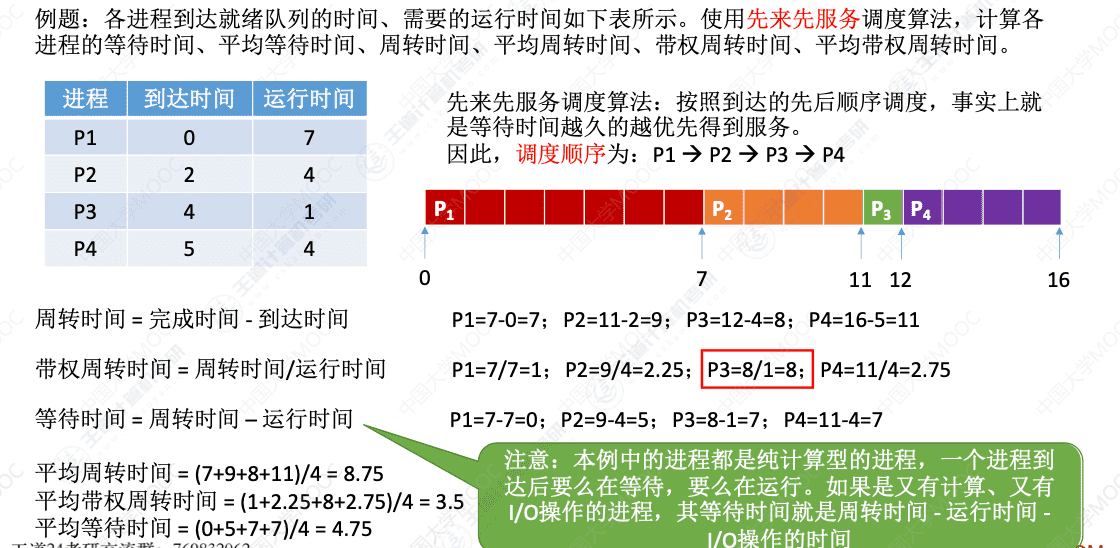 例题：各进程到达就绪队列的时间、需要的运行时间如下表所示。使用先来先服务调度算法，计算各
进程的等待时间、平均等待时间、周转时间、平均周转时间、带权周转时间、平均带权周转时间。
进程 到达时间 运行时间
P1 0 7
P2 2 4
P3 4 1
P4 5 4
先来先服务调度算法：按照到达的先后顺序调度，事实上就
是等待时间越久的越优先得到服务。
因此，调度顺序为：P1 → P2 → P3 → P4
P1 P2 P3 P4
0 7 11 12 16
周转时间 = 完成时间 - 到达时间 P1=7-0=7；P2=11-2=9；P3=12-4=8；P4=16-5=11
带权周转时间 = 周转时间/运行时间 P1=7/7=1；P2=9/4=2.25；P3=8/1=8；P4=11/4=2.75
等待时间 = 周转时间 – 运行时间 P1=7-7=0；P2=9-4=5；P3=8-1=7；P4=11-4=7
平均周转时间 = (7+9+8+11)/4 = 8.75
平均带权周转时间 = (1+2.25+8+2.75)/4 = 3.5
平均等待时间 = (0+5+7+7)/4 = 4.75
注意：本例中的进程都是纯计算型的进程，一个进程到
达后要么在等待，要么在运行。如果是又有计算、又有
I/O操作的进程，其等待时间就是周转时间 - 运行时间 -
I/O操作的时间
王道计算机考研
中国大学MOOC